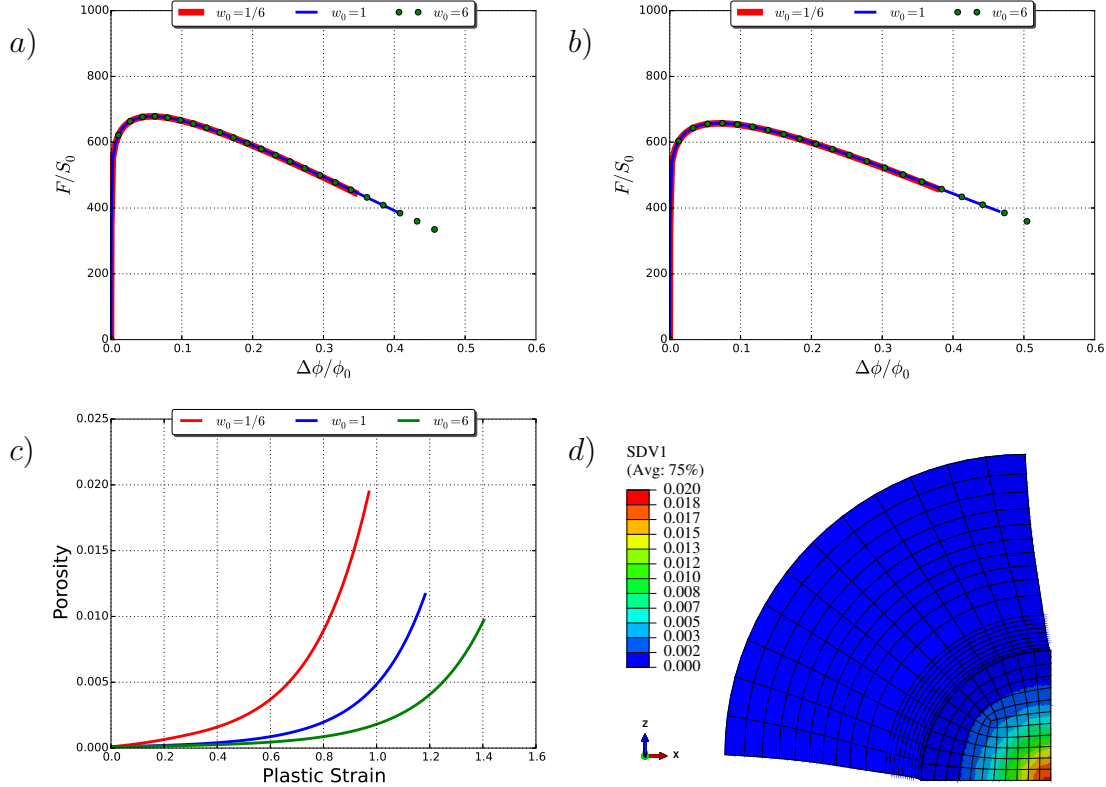 a)
w₀=1/6 w₀=1 w₀=6
1000
800
600
400
200
0
F/S₀
0.0 0.1 0.2 0.3 0.4 0.5 0.6
Δϕ/ϕ₀
b)
w₀=1/6 w₀=1 w₀=6
1000
800
600
400
200
0
F/S₀
0.0 0.1 0.2 0.3 0.4 0.5 0.6
Δϕ/ϕ₀
c)
w₀=1/6 w₀=1 w₀=6
0.025
0.020
0.015
0.010
0.005
0.000
Porosity
0.0 0.2 0.4 0.6 0.8 1.0 1.2 1.4 1.6
Plastic Strain
d)
SDV1
(Avg: 75%)
0.020
0.018
0.017
0.015
0.013
0.012
0.010
0.008
0.007
0.005
0.003
0.002
0.000
z
x